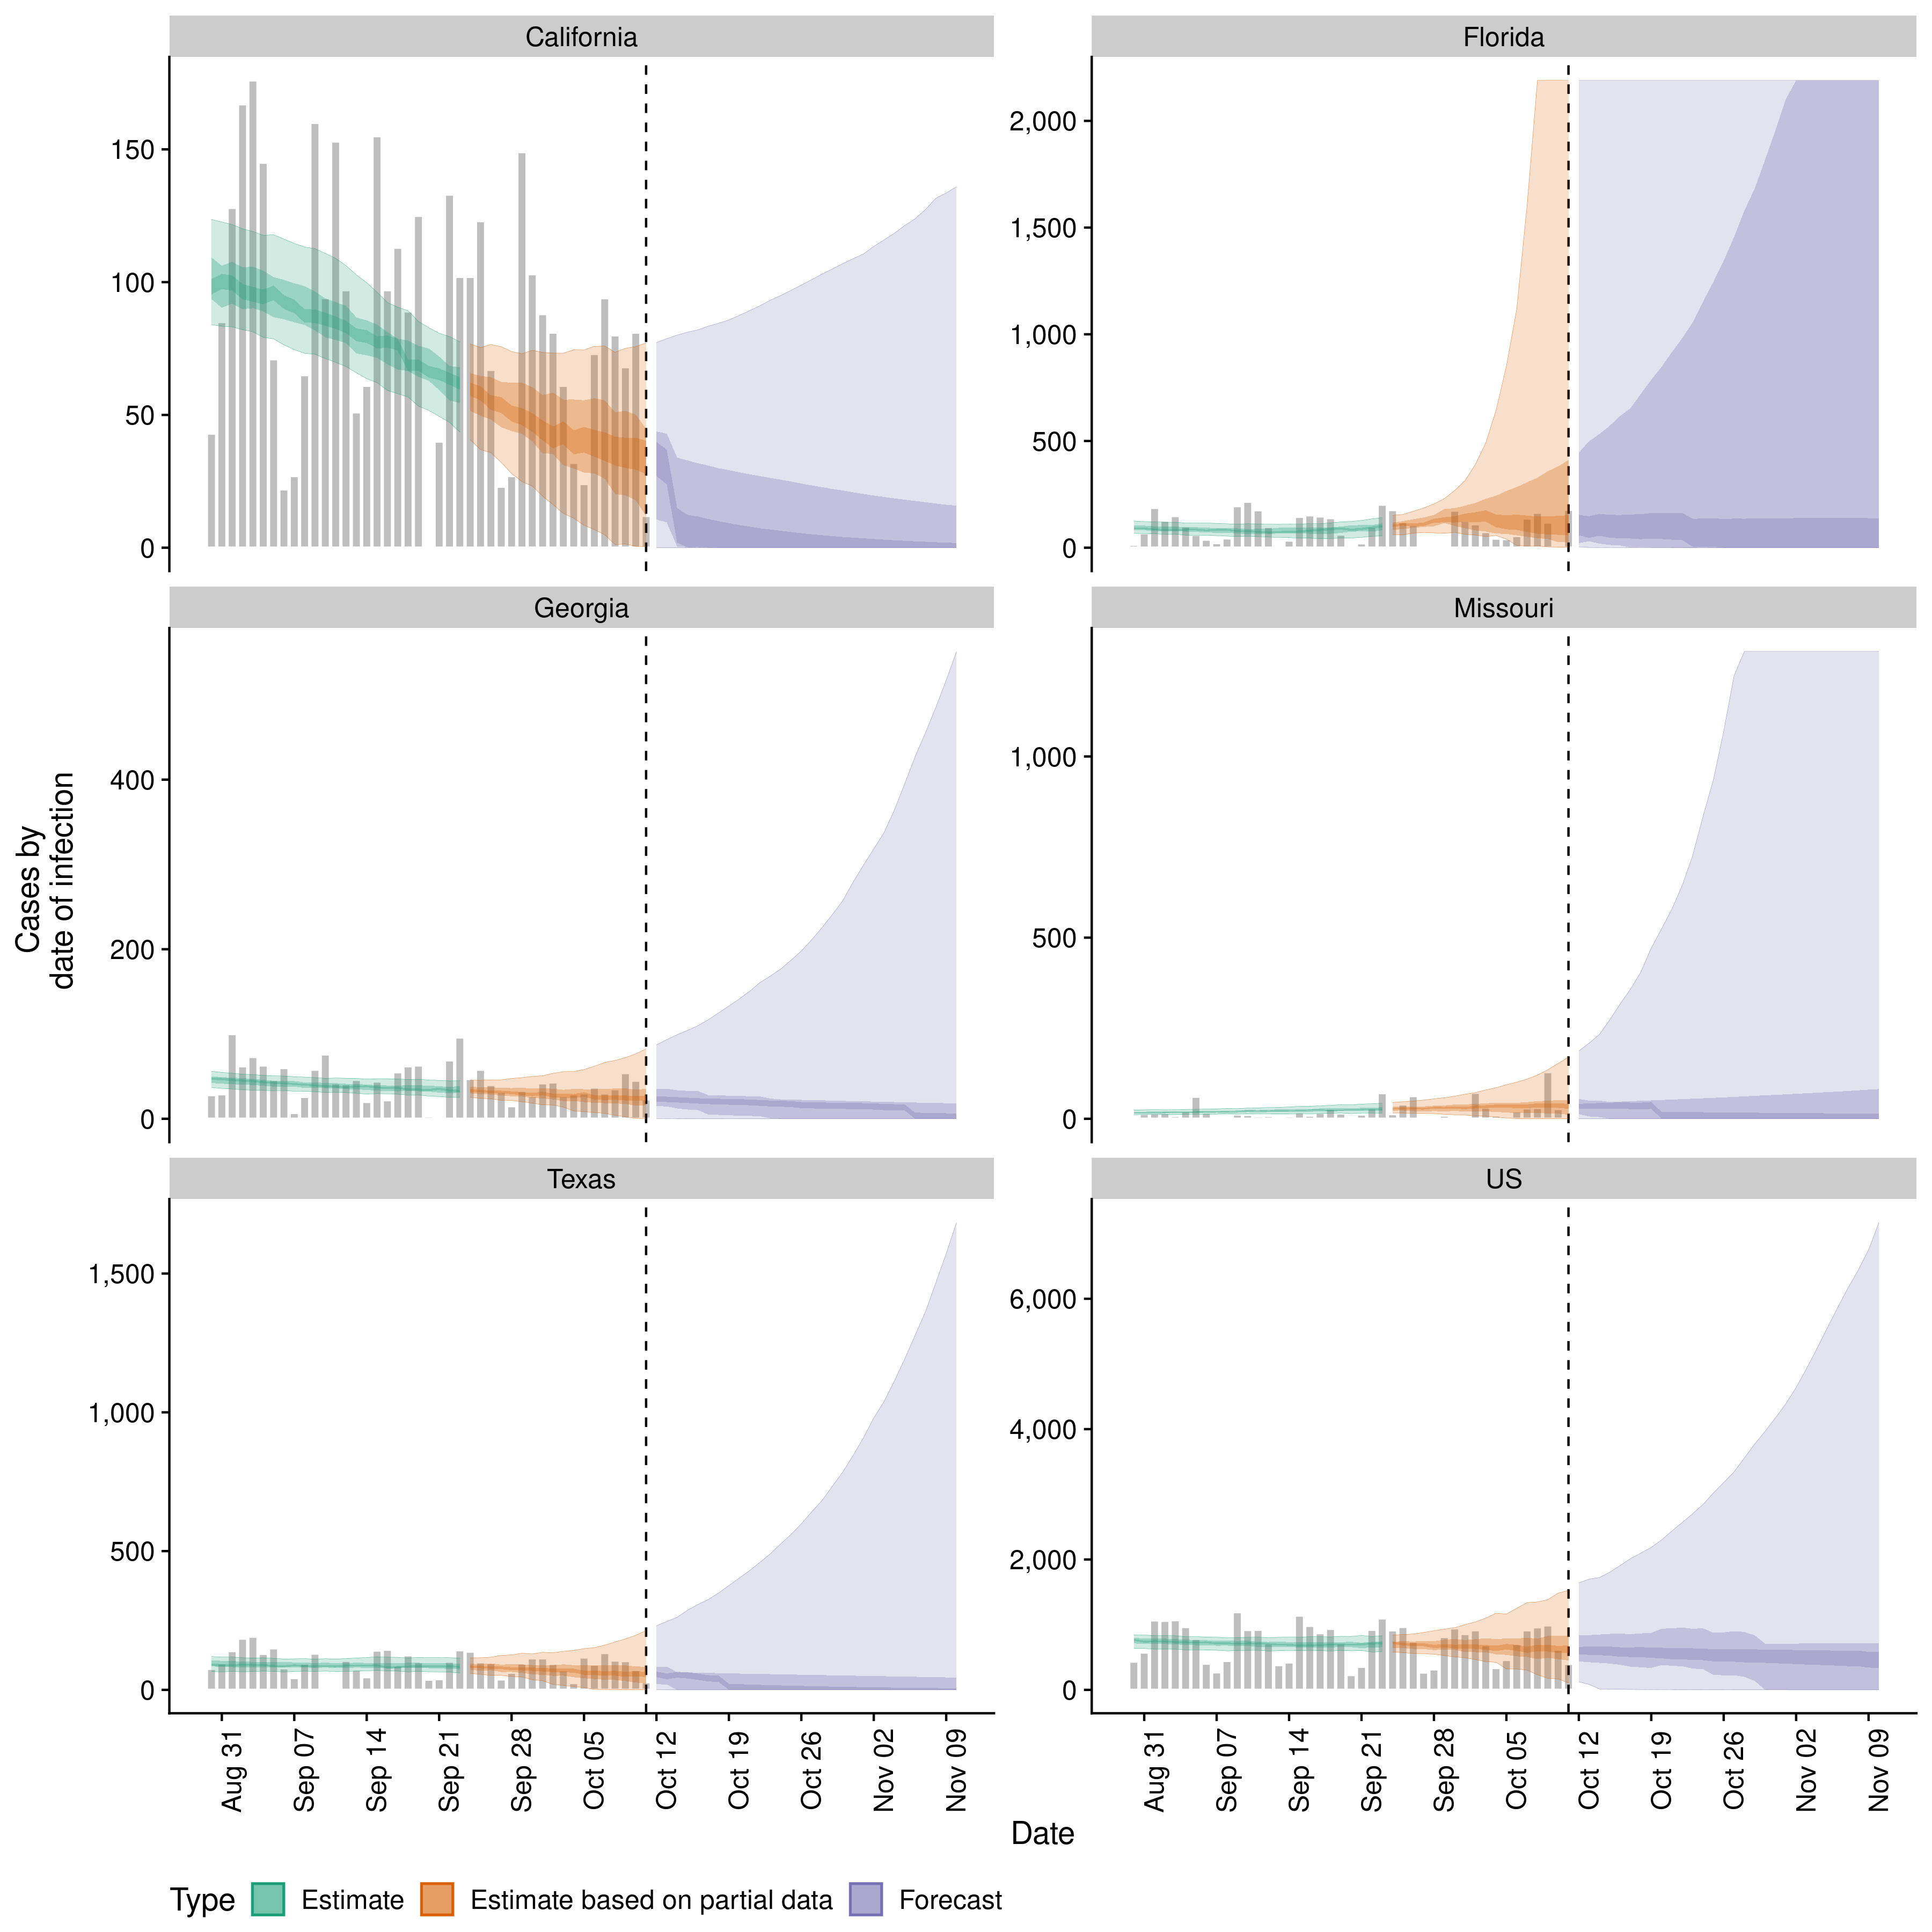 California
Florida
150
100
50
0
2,000
1,500
1,000
500
0
Georgia
Missouri
400
200
0
1,000
500
0
Texas
US
1,500
1,000
500
0
6,000
4,000
2,000
0
Cases by
date of infection
Aug 31
Sep 07
Sep 14
Sep 21
Sep 28
Oct 05
Oct 12
Oct 19
Oct 26
Nov 02
Nov 09
Aug 31
Sep 07
Sep 14
Sep 21
Sep 28
Oct 05
Oct 12
Oct 19
Oct 26
Nov 02
Nov 09
Date
Type Estimate Estimate based on partial data Forecast